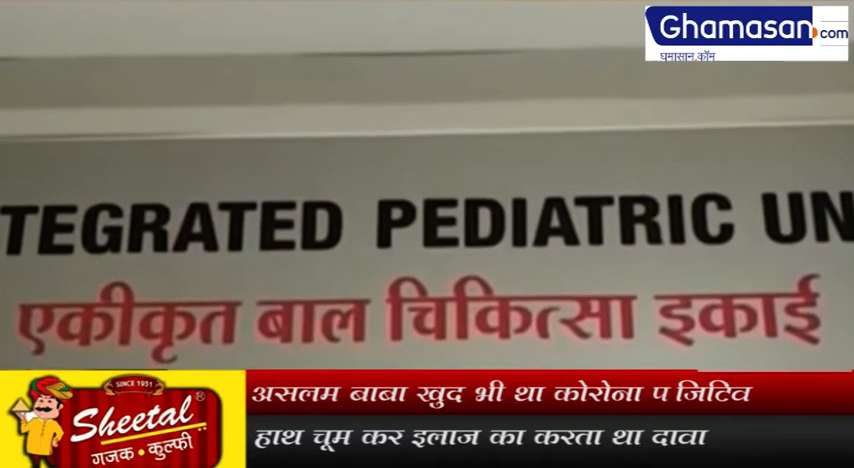 Ghamasan.com
घमासान.कॉम
TEGRATED PEDIATRIC UN
एकीकृत बाल चिकित्सा इकाई
SINCE 1951
Sheetal®
गजक • कुल्फी
असलम बाबा खुद भी था कोरोना प जिटिव
हाथ चूम कर इलाज का करता था दावा